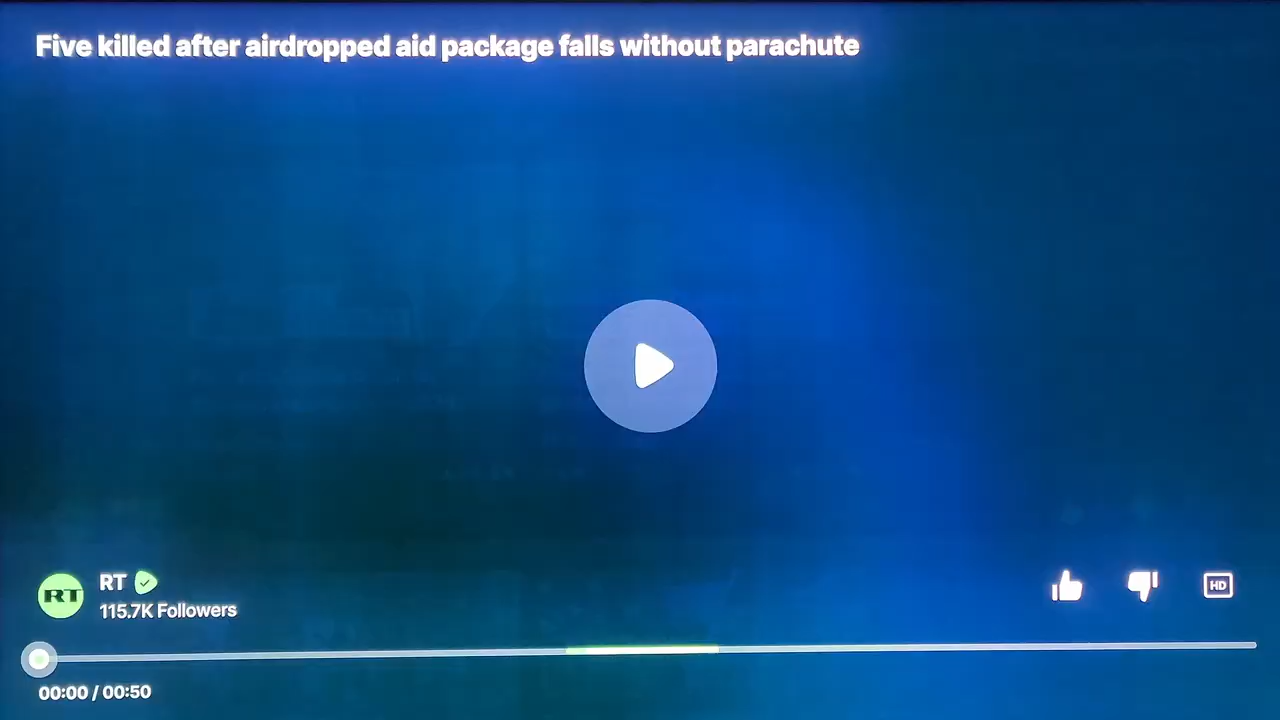 Five killed after airdropped aid package falls without parachute
RT
RT
115.7K Followers
HD
00:00 / 00:50